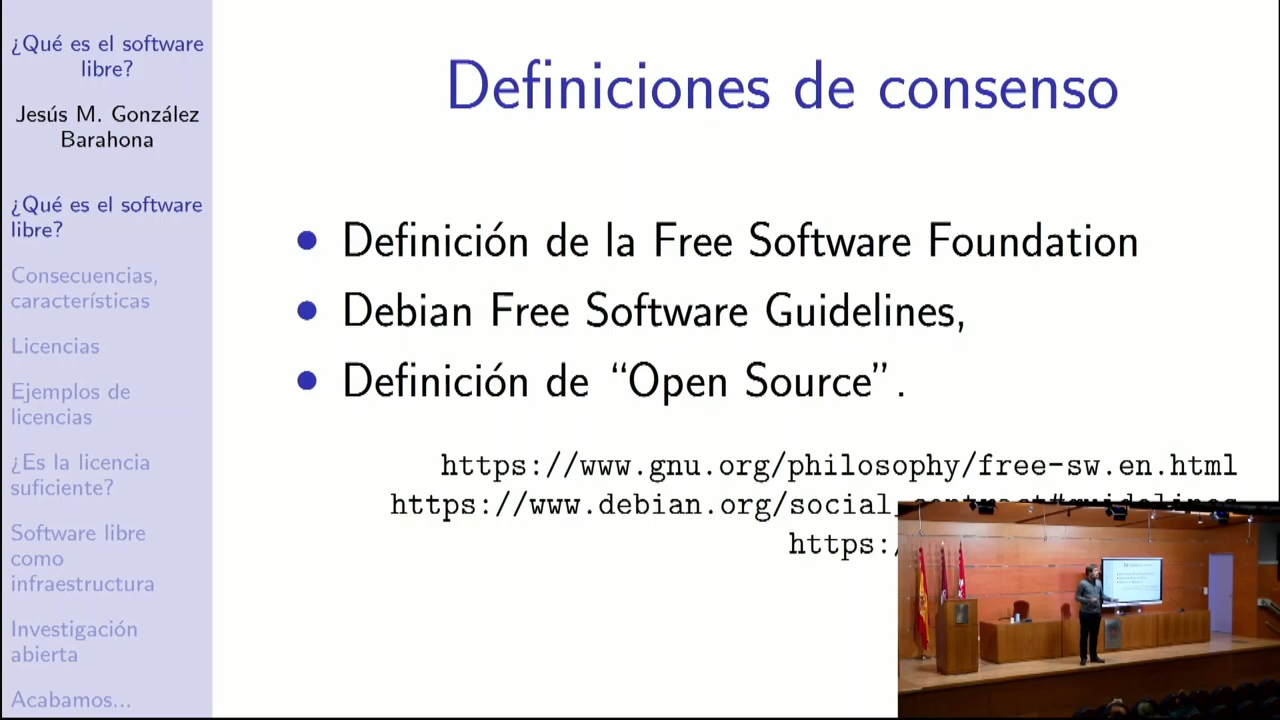 ¿Qué es el software
libre?
Jesús M. González
Barahona
¿Qué es el software
libre?
Consecuencias,
características
Licencias
Ejemplos de
licencias
¿Es la licencia
suficiente?
Software libre
como
infraestructura
Investigación
abierta
Acabamos...
Definiciones de consenso
• Definición de la Free Software Foundation
• Debian Free Software Guidelines,
• Definición de “Open Source”.
https://www.gnu.org/philosophy/free-sw.en.html
https://www.debian.org/social_contract#guidelines
https:/